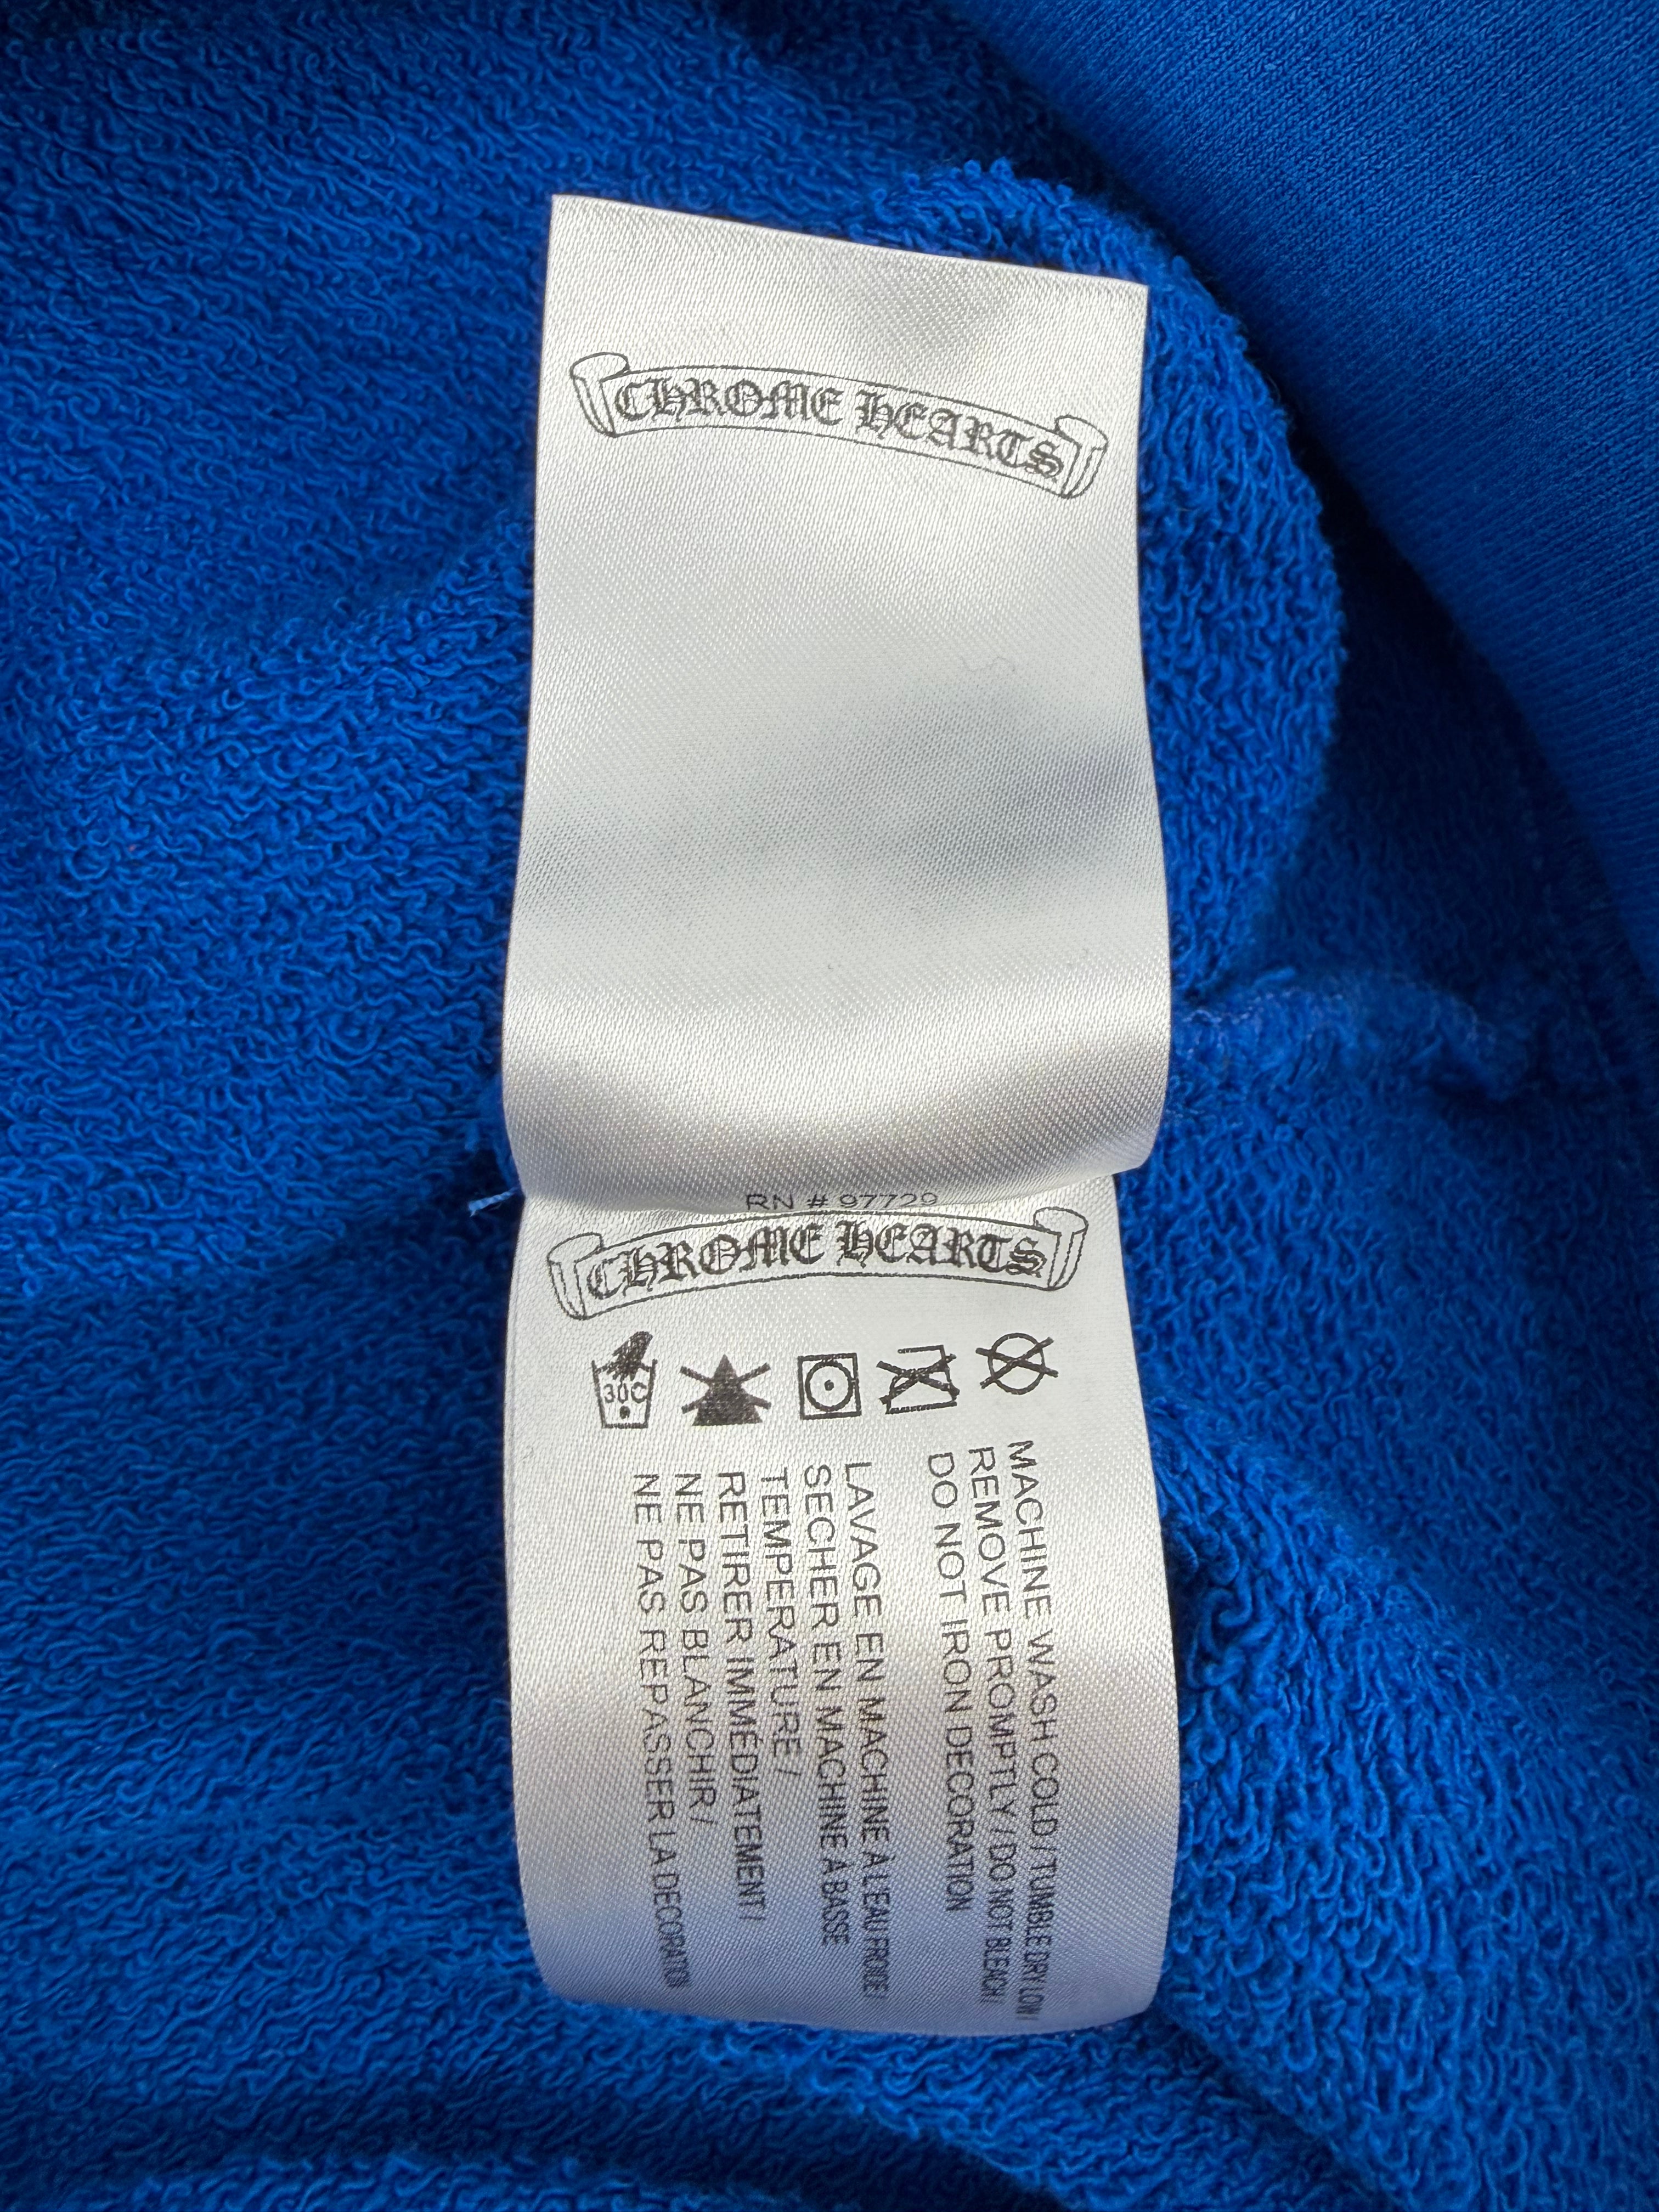 CHROME HEARTS
RN # 97729
CHROME HEARTS
30C
MACHINE WASH COLD / TUMBLE DRY LOW /
REMOVE PROMPTLY / DO NOT BLEACH /
DO NOT IRON DECORATION
LAVAGE EN MACHINE À L'EAU FROIDE /
SECHER EN MACHINE À BASSE
TEMPERATURE /
RETIRER IMMÉDIATEMENT /
NE PAS BLANCHIR /
NE PAS REPASSER LA DECORATION